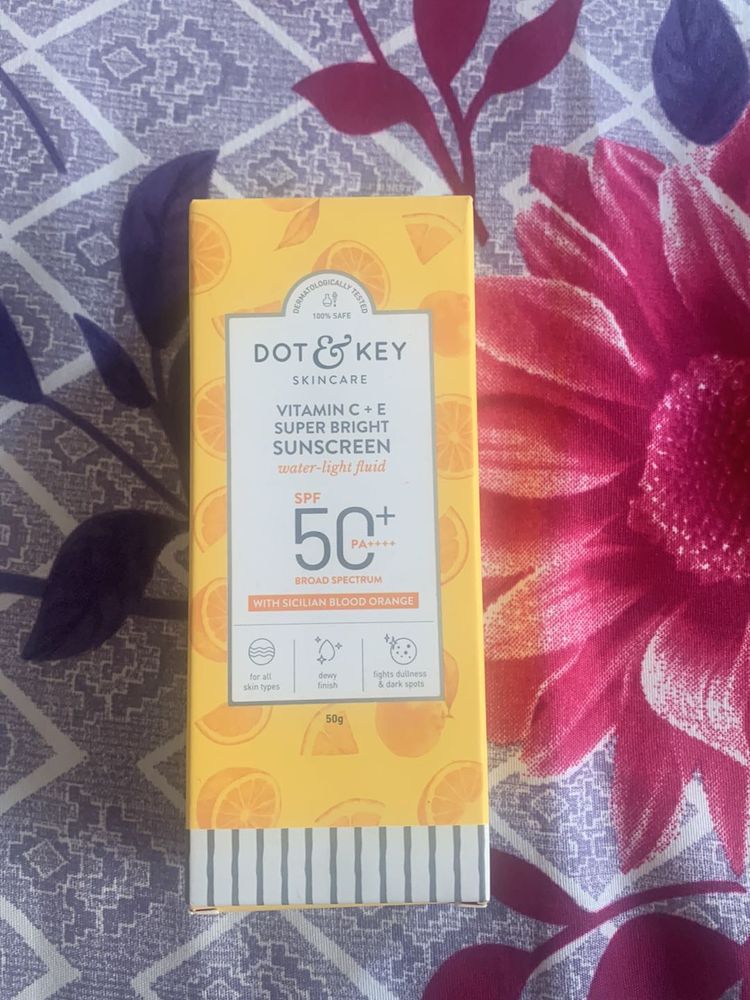 DERMATOLOGICALLY TESTED
100% SAFE
DOT & KEY
SKINCARE
VITAMIN C + E
SUPER BRIGHT
SUNSCREEN
water-light fluid
SPF
50+
PA++++
BROAD SPECTRUM
WITH SICILIAN BLOOD ORANGE
for all
skin types
dewy
finish
fights dullness
& dark spots
50g